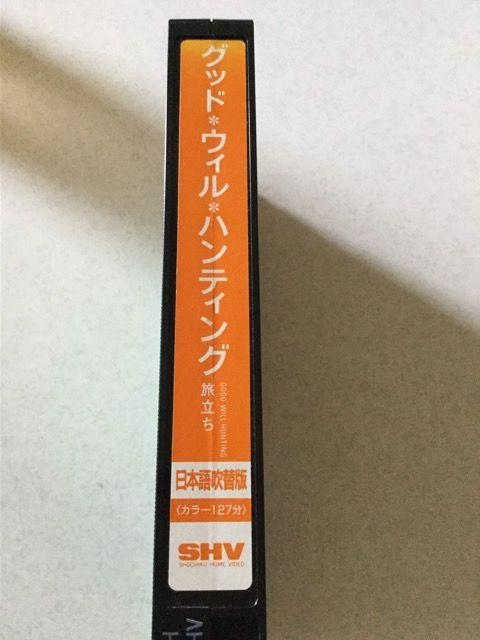 グッド*ウィル*ハンティング
旅立ち
GOOD WILL HUNTING
日本語吹替版
〈カラー127分〉
SHV
SHOCHIKU HOME VIDEO